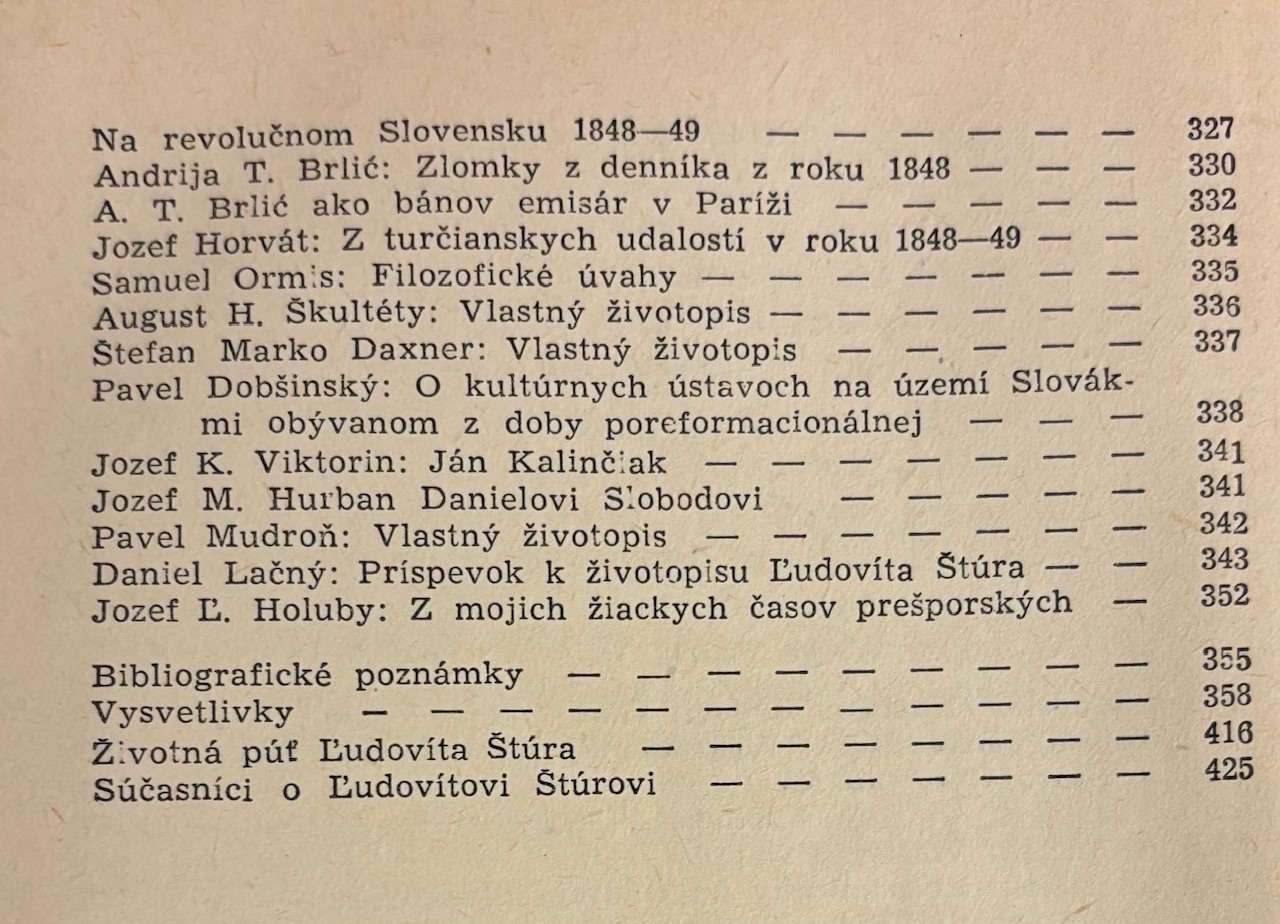 Na revolučnom Slovensku 1848—49 — — — — — — 327
Andrija T. Brlić: Zlomky z denníka z roku 1848 — — — 330
A. T. Brlić ako bánov emisár v Paríži — — — — — 332
Jozef Horvát: Z turčianskych udalostí v roku 1848—49 — — 334
Samuel Ormis: Filozofické úvahy — — — — — — — 335
August H. Škultéty: Vlastný životopis — — — — — — 336
Štefan Marko Daxner: Vlastný životopis — — — — — 337
Pavel Dobšinský: O kultúrnych ústavoch na území Slovák-
mi obývanom z doby poreformacionálnej — — — 338
Jozef K. Viktorin: Ján Kalinčiak — — — — — — — 341
Jozef M. Hurban Danielovi Slobodovi — — — — — 341
Pavel Mudroň: Vlastný životopis — — — — — — — 342
Daniel Lačný: Príspevok k životopisu Ľudovíta Štúra — — 343
Jozef Ľ. Holuby: Z mojich žiackych časov prešporských — 352
Bibliografické poznámky — — — — — — — — — 355
Vysvetlivky — — — — — — — — — — — — 358
Životná púť Ľudovíta Štúra — — — — — — — — 416
Súčasníci o Ľudovítovi Štúrovi — — — — — — — 425